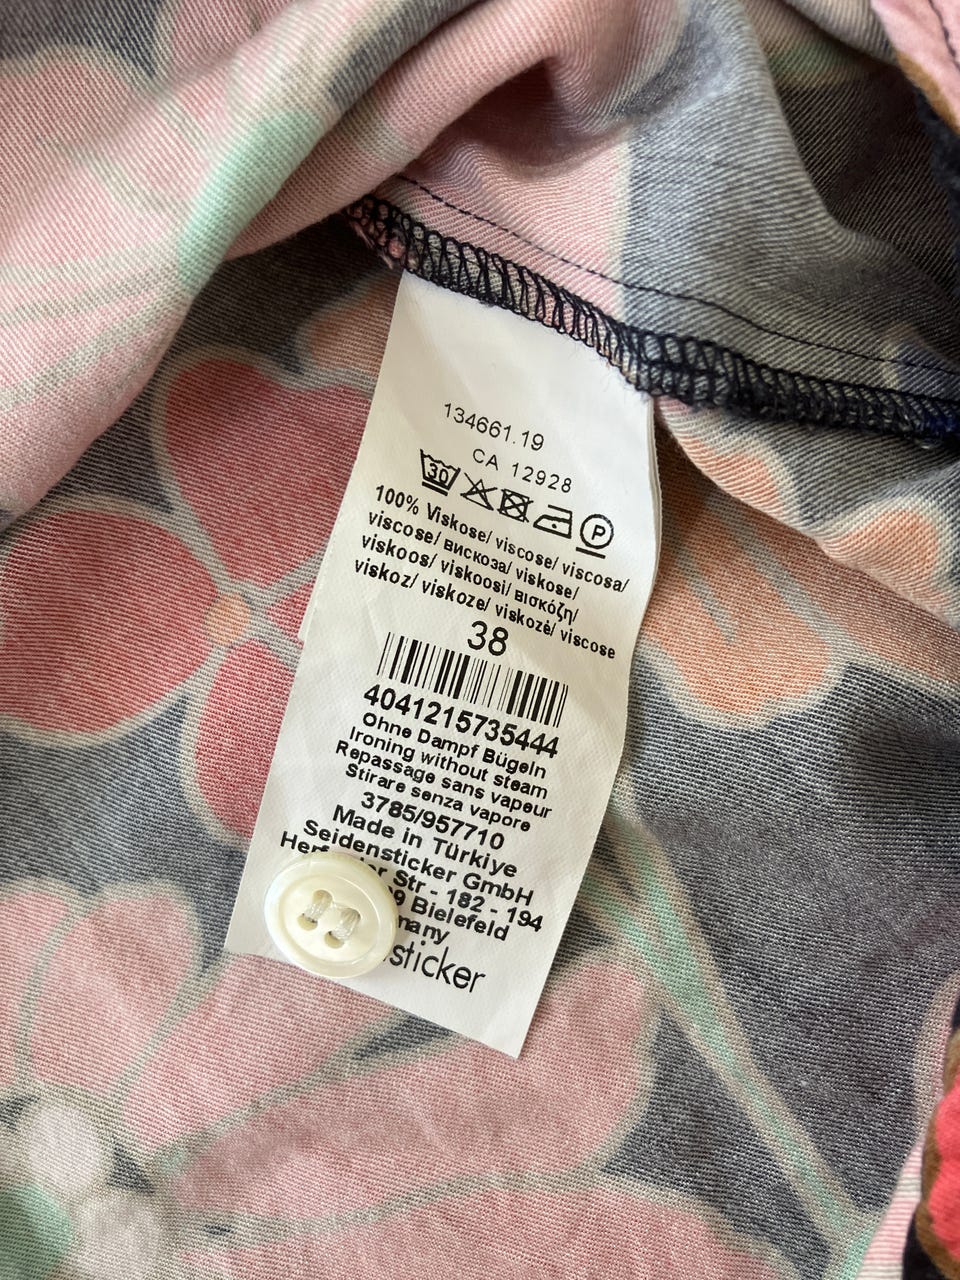 134661.19
CA 12928
30
P
100% Viskose/ viscose/ viscosa/
viscose/ вискоза/ viskose/
viskoos/ viskoosi/ βισκόζη/
viskoz/ viskoze/ viskozė/ viscose
38
4041215735444
Ohne Dampf Bügeln
Ironing without steam
Repassage sans vapeur
Stirare senza vapore
3785/957710
Made in Türkiye
Seidensticker GmbH
Str - 182 - 194
Bielefeld